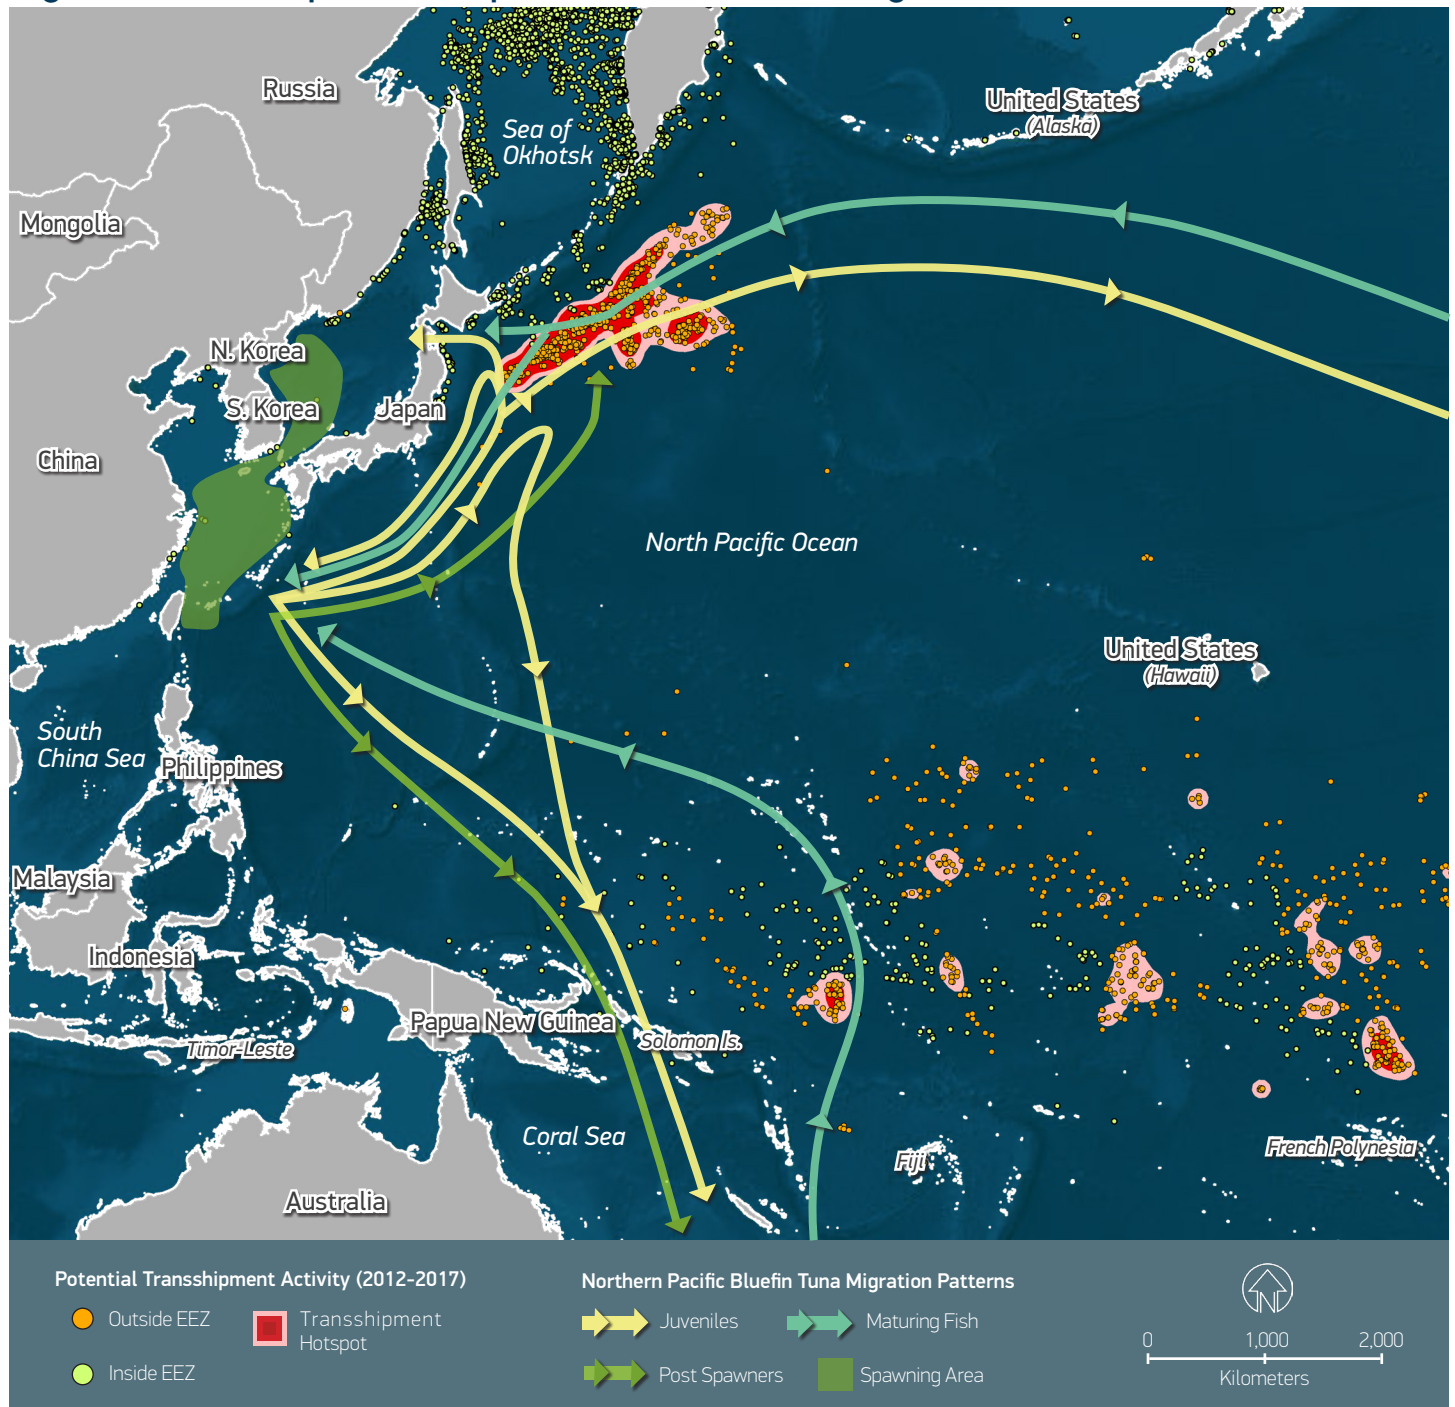 Russia
United States
(Alaska)
Sea of
Okhotsk
Mongolia
N. Korea
S. Korea
Japan
China
North Pacific Ocean
United States
(Hawaii)
South
China Sea
Philippines
Malaysia
Indonesia
Papua New Guinea
Timor-Leste
Solomon Is.
Coral Sea
Fiji
French Polynesia
Australia
Potential Transshipment Activity (2012-2017)
Outside EEZ
Transshipment
Hotspot
Inside EEZ
Northern Pacific Bluefin Tuna Migration Patterns
Juveniles
Maturing Fish
Post Spawners
Spawning Area
N
0 1,000 2,000
Kilometers